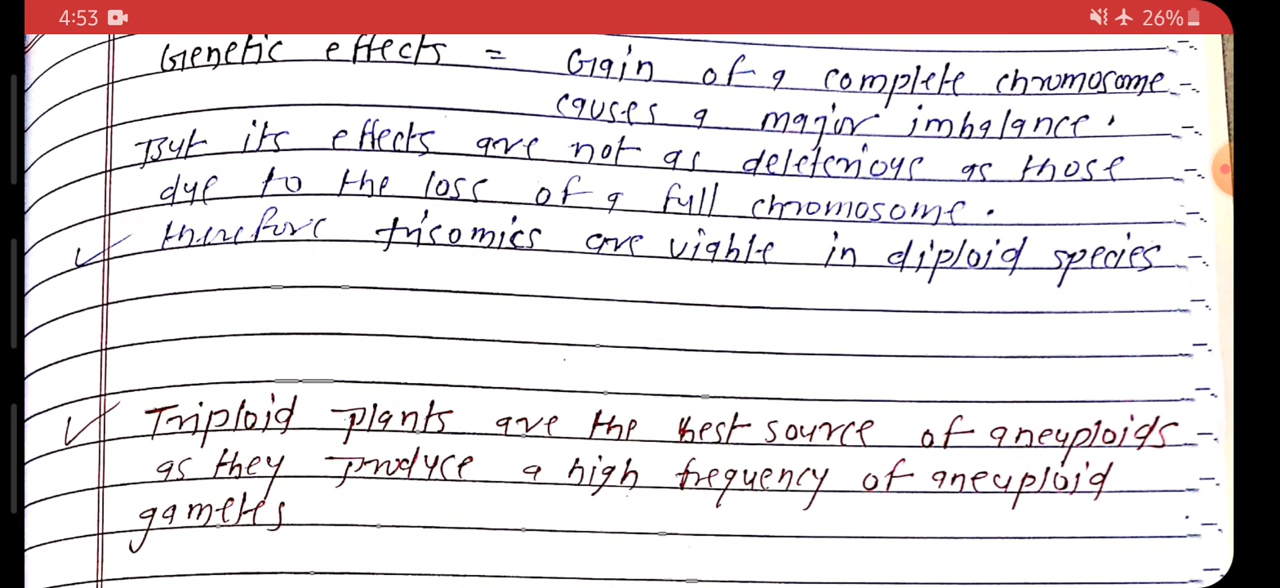 4:53
26%
Genetic effects = Gain of a complete chromosome
causes a major imbalance.
But its effects are not as deleterious as those
due to the loss of a full chromosome.
therefore trisomics are viable in diploid species
Triploid plants are the best source of aneuploids
as they produce a high frequency of aneuploid
gametes